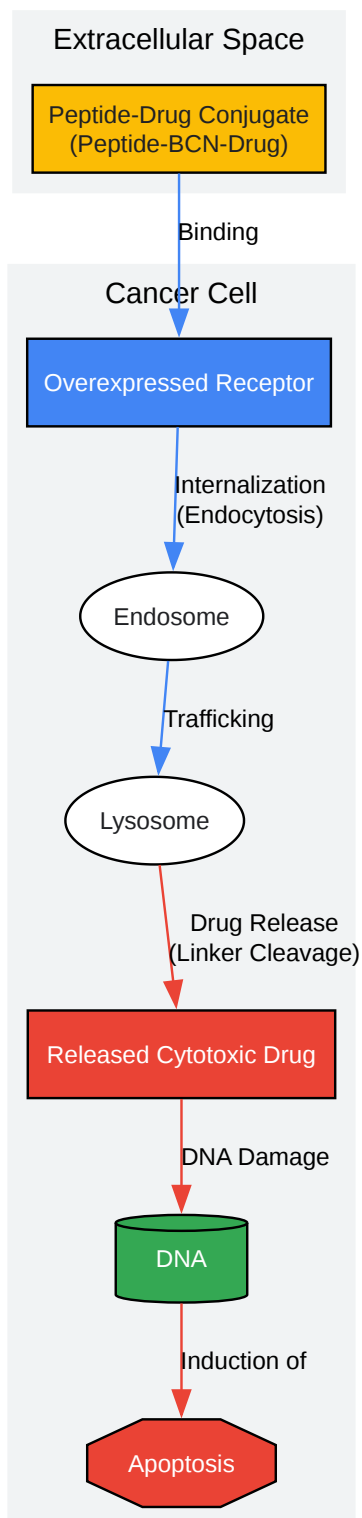 Extracellular Space
Peptide-Drug Conjugate
(Peptide-BCN-Drug)
Binding
Cancer Cell
Overexpressed Receptor
Internalization
(Endocytosis)
Endosome
Trafficking
Lysosome
Drug Release
(Linker Cleavage)
Released Cytotoxic Drug
DNA Damage
DNA
Induction of
Apoptosis